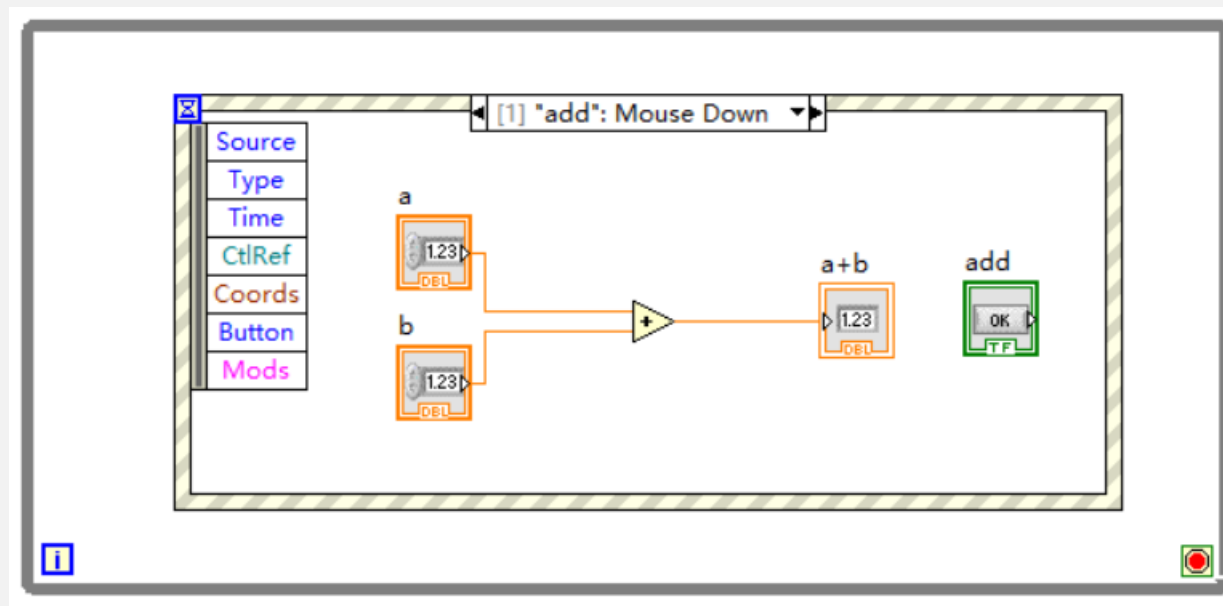 [1] "add": Mouse Down
Source
Type
Time
CtlRef
Coords
Button
Mods
a
1.23
DBL
b
1.23
DBL
+
a+b
1.23
DBL
add
OK
TF
i